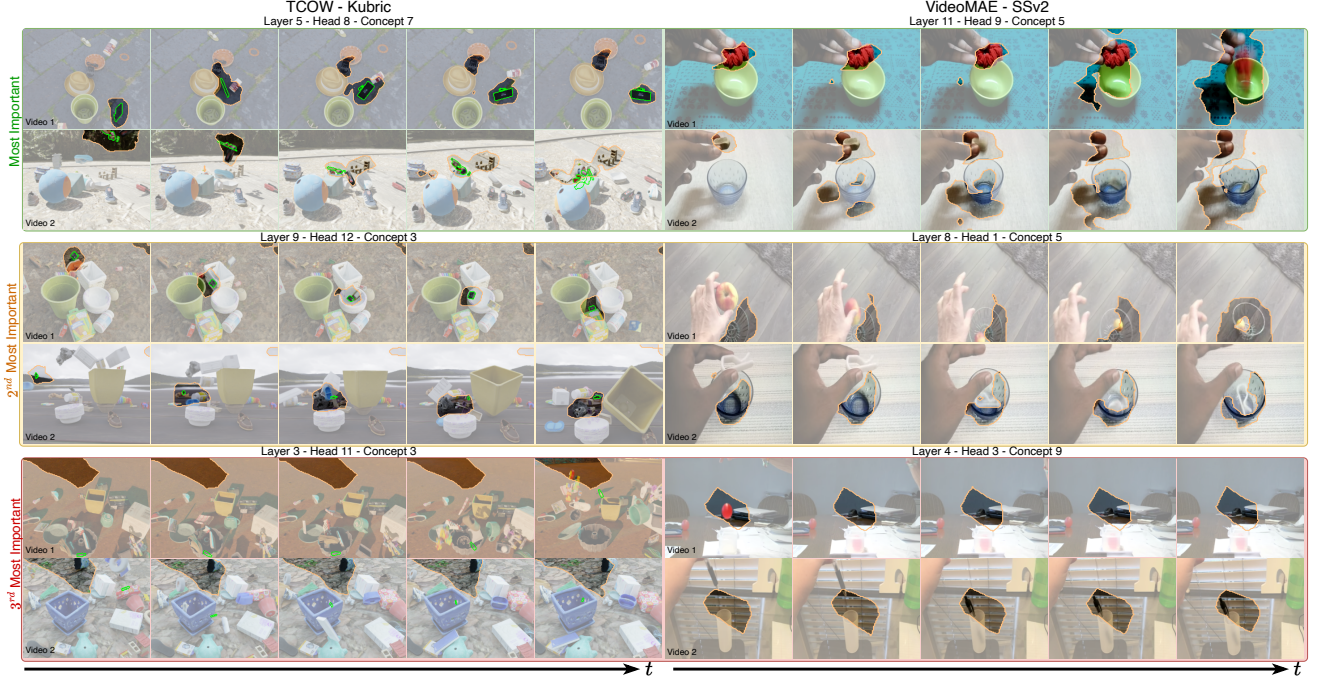 TCOW - Kubric
VideoMAE - SSv2
Layer 5 - Head 8 - Concept 7
Layer 11 - Head 9 - Concept 5
Most Important
Video 1
Video 1
Video 2
Video 2
Layer 9 - Head 12 - Concept 3
Layer 8 - Head 1 - Concept 5
2nd Most Important
Video 1
Video 1
Video 2
Video 2
Layer 3 - Head 11 - Concept 3
Layer 4 - Head 3 - Concept 9
3rd Most Important
Video 1
Video 1
Video 2
Video 2
t
t